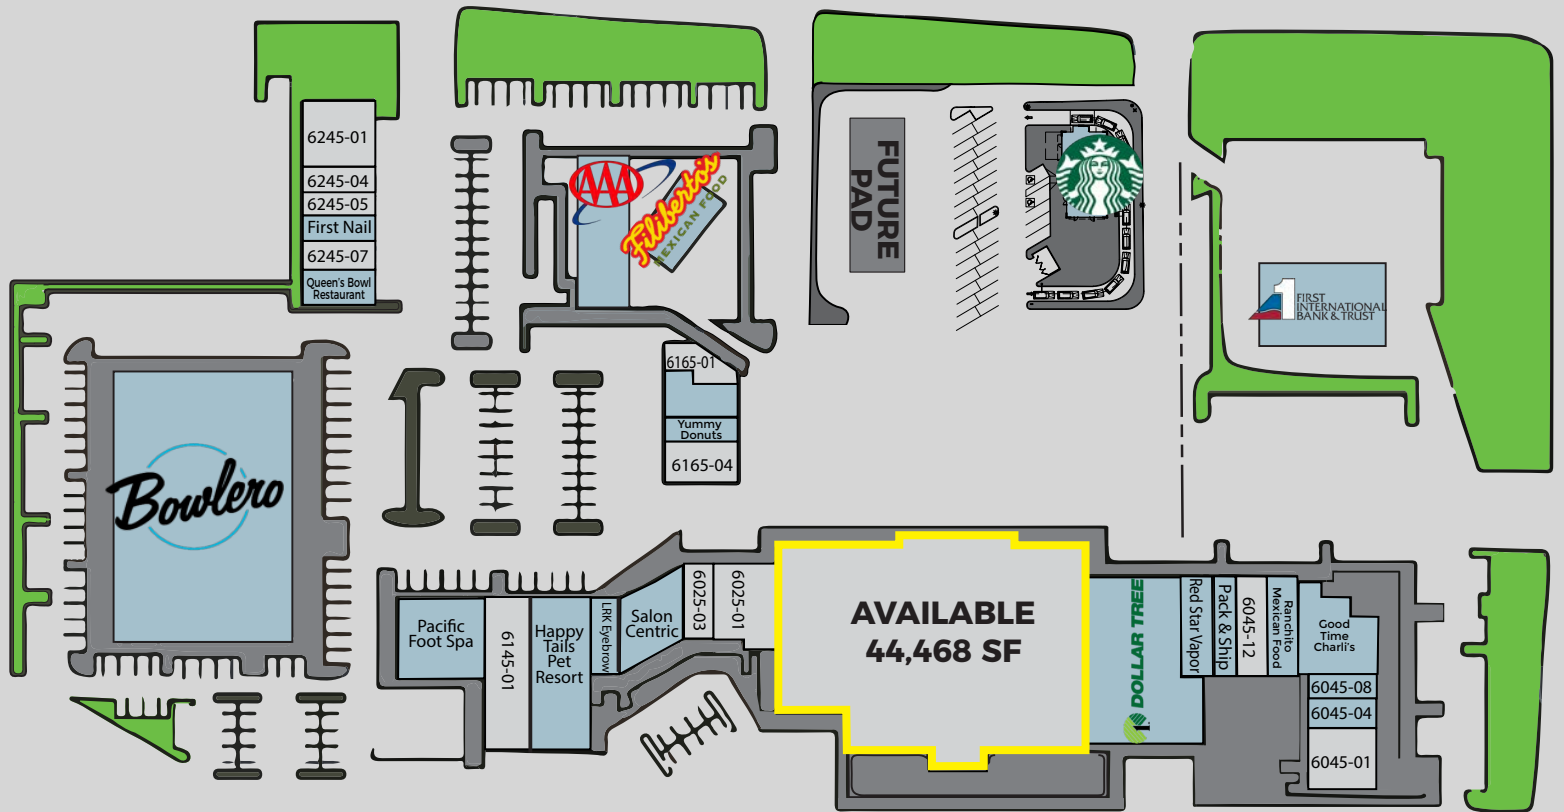 6245-01
6245-04
6245-05
First Nail
6245-07
Queen's Bowl
Restaurant
AAA
Filiberto's
MEXICAN FOOD
FUTURE
PAD
FIRST
INTERNATIONAL
BANK & TRUST
1
6165-01
Yummy
Donuts
6165-04
Bowlero
Pacific
Foot Spa
6145-01
Happy
Tails
Pet
Resort
LRK Eyebrow
Salon
Centric
6025-03
6025-01
AVAILABLE
44,468 SF
DOLLAR TREE
1
Red Star Vapor
Pack & Ship
6045-12
Ranchito
Mexican Food
Good
Time
Charli's
6045-08
6045-04
6045-01